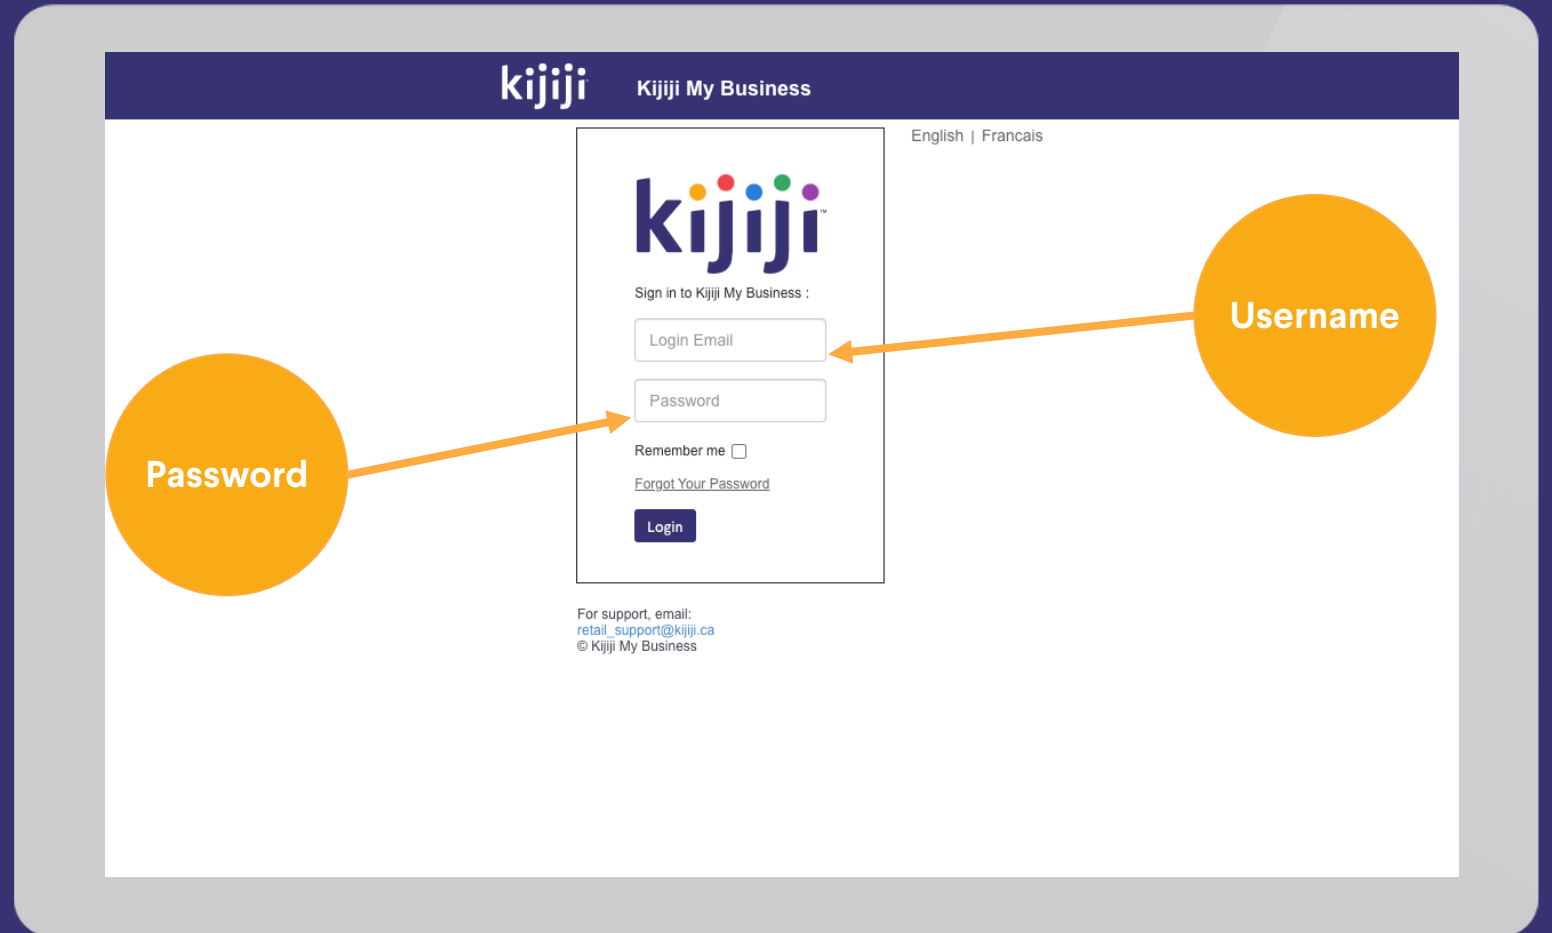 kijiji Kijiji My Business
English | Francais
kijiji™
Sign in to Kijiji My Business :
Login Email
Username
Password
Password
Remember me
Forgot Your Password
Login
For support, email:
retail_support@kijiji.ca
© Kijiji My Business